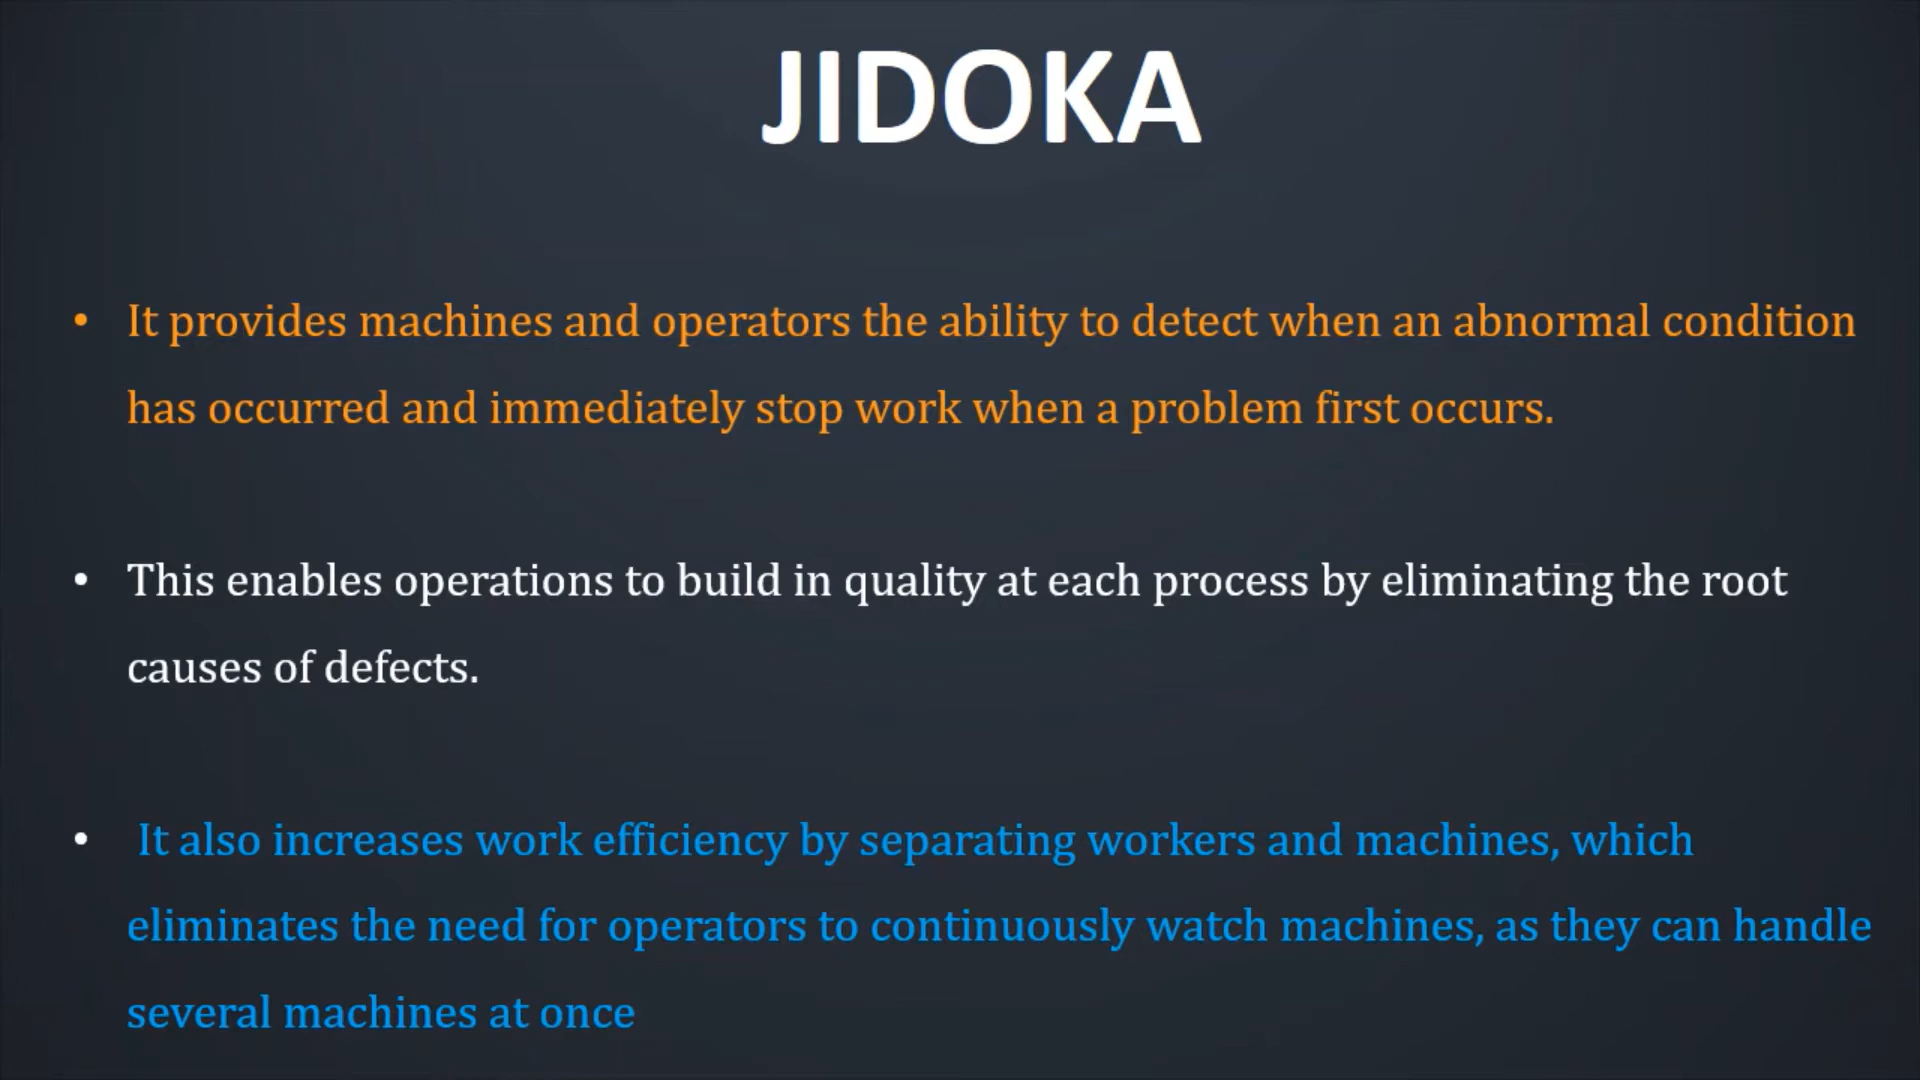 JIDOKA
• It provides machines and operators the ability to detect when an abnormal condition
has occurred and immediately stop work when a problem first occurs.
• This enables operations to build in quality at each process by eliminating the root
causes of defects.
• It also increases work efficiency by separating workers and machines, which
eliminates the need for operators to continuously watch machines, as they can handle
several machines at once